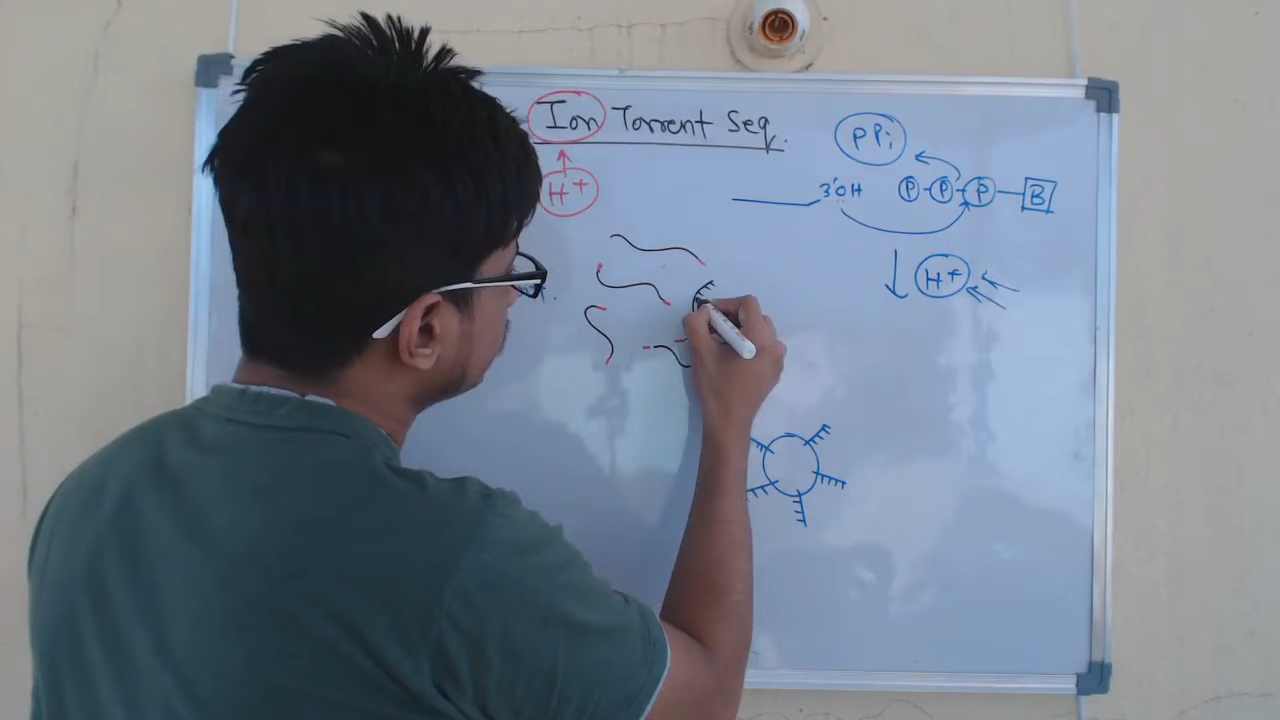 Ion Torrent Seq.
PPi
H+
3'OH P-P-P-B
H+